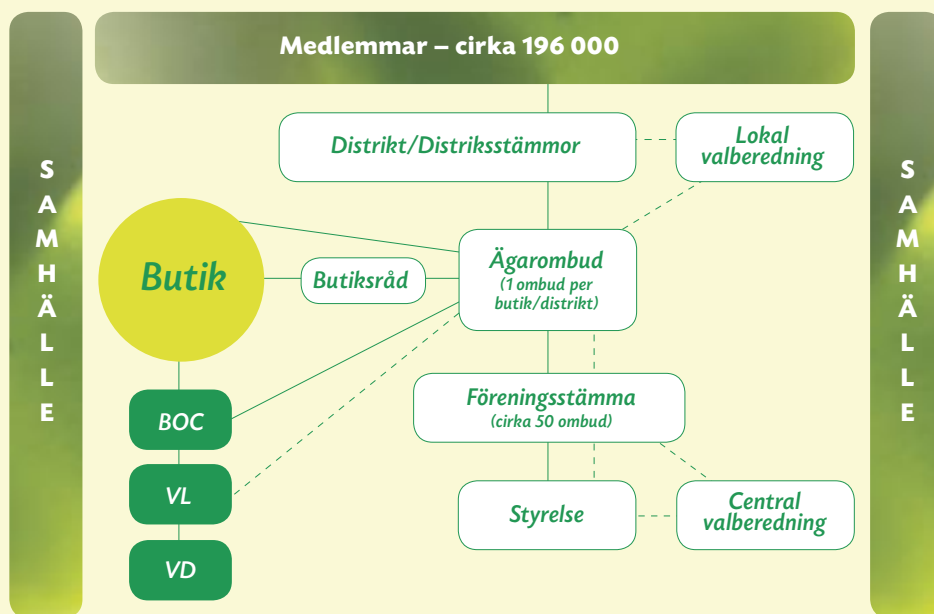 Medlemmar – cirka 196 000
S
A
M
H
Ä
L
L
E
Distrikt/Distriksstämmor
Lokal
valberedning
Butik
Butiksråd
Ägarombud
(1 ombud per
butik/distrikt)
BOC
VL
VD
Föreningsstämma
(cirka 50 ombud)
Styrelse
Central
valberedning
S
A
M
H
Ä
L
L
E